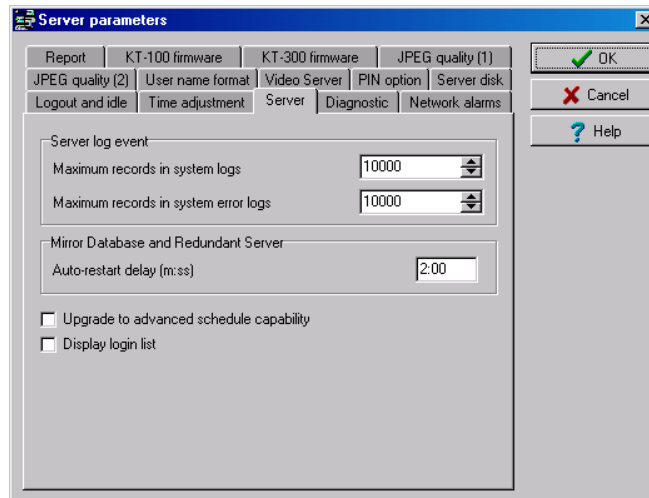 Server parameters
Report KT-100 firmware KT-300 firmware JPEG quality (1)
JPEG quality (2) User name format Video Server PIN option Server disk
Logout and idle Time adjustment Server Diagnostic Network alarms
OK
Cancel
Help
Server log event
Maximum records in system logs 10000
Maximum records in system error logs 10000
Mirror Database and Redundant Server
Auto-restart delay (m:ss) 2:00
Upgrade to advanced schedule capability
Display login list